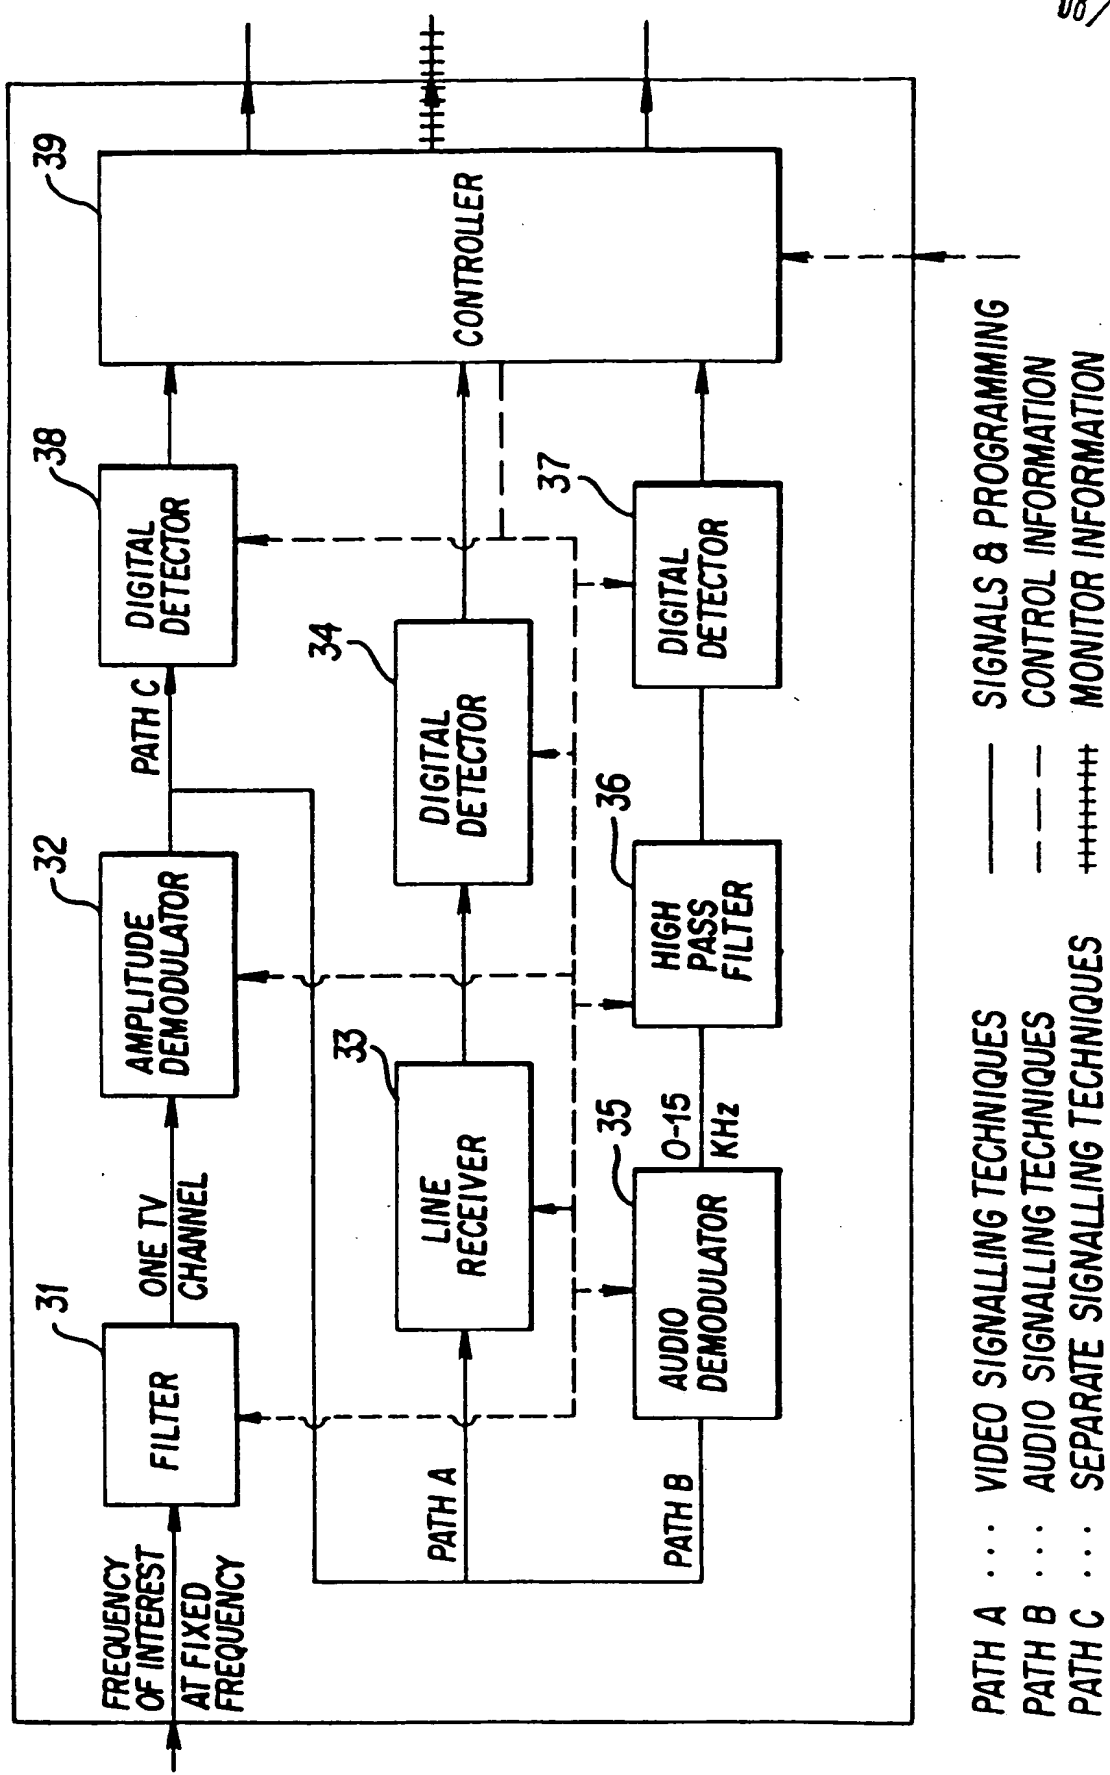 39
38
32
31
FREQUENCY
OF INTEREST
AT FIXED
FREQUENCY
FILTER
ONE TV
CHANNEL
AMPLITUDE
DEMODULATOR
PATH C
DIGITAL
DETECTOR
CONTROLLER
PATH A
33
LINE
RECEIVER
34
DIGITAL
DETECTOR
PATH B
35
AUDIO
DEMODULATOR
0-15
KHz
36
HIGH
PASS
FILTER
37
DIGITAL
DETECTOR
PATH A ... VIDEO SIGNALLING TECHNIQUES
PATH B ... AUDIO SIGNALLING TECHNIQUES
PATH C ... SEPARATE SIGNALLING TECHNIQUES
SIGNALS & PROGRAMMING
CONTROL INFORMATION
MONITOR INFORMATION